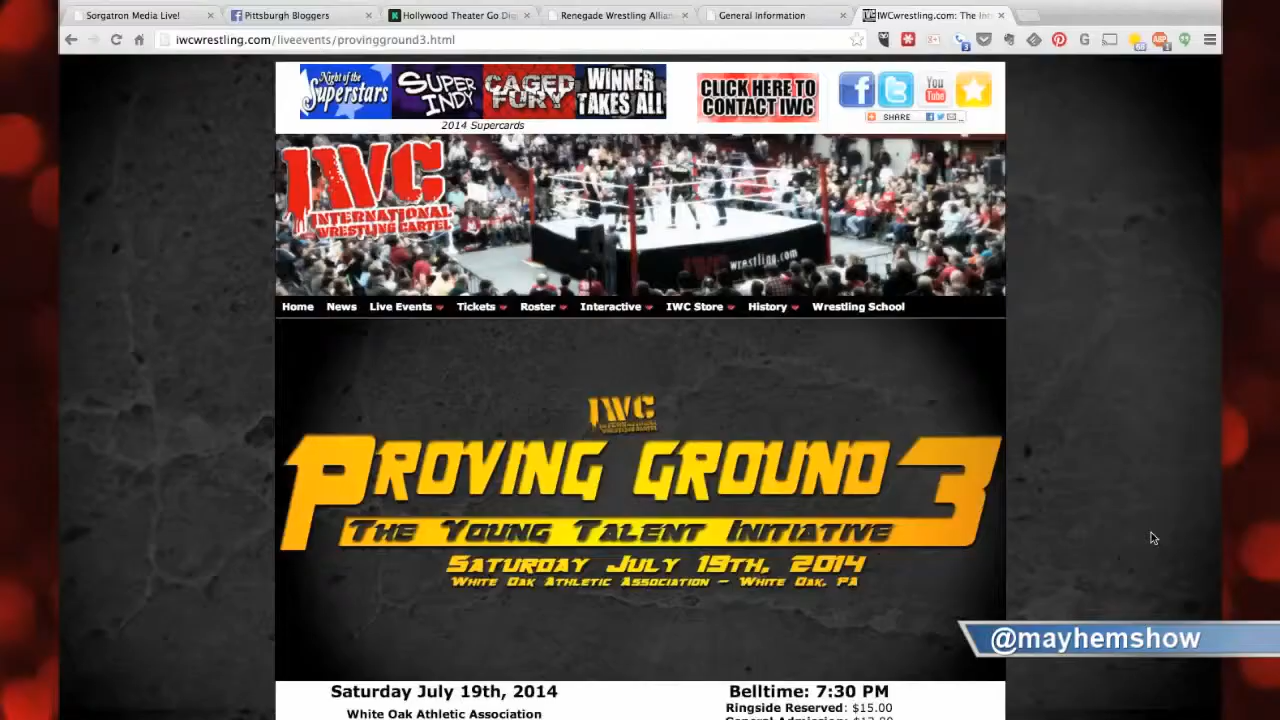 Sorgatron Media Live!
Pittsburgh Bloggers
Hollywood Theater Go Dig
Renegade Wrestling Allian
General Information
IWCwrestling.com: The Int
iwcwrestling.com/liveevents/provingground3.html
Night of the Superstars
SUPER INDY
CAGED FURY
WINNER TAKES ALL
CLICK HERE TO CONTACT IWC
You Tube
SHARE
2014 Supercards
IWC
INTERNATIONAL
WRESTLING CARTEL
wrestling.com
Home News Live Events Tickets Roster Interactive IWC Store History Wrestling School
IWC
PROVING GROUND 3
THE YOUNG TALENT INITIATIVE
SATURDAY JULY 19TH, 2014
WHITE OAK ATHLETIC ASSOCIATION - WHITE OAK, PA
@mayhemshow
Saturday July 19th, 2014
White Oak Athletic Association
Belltime: 7:30 PM
Ringside Reserved: $15.00